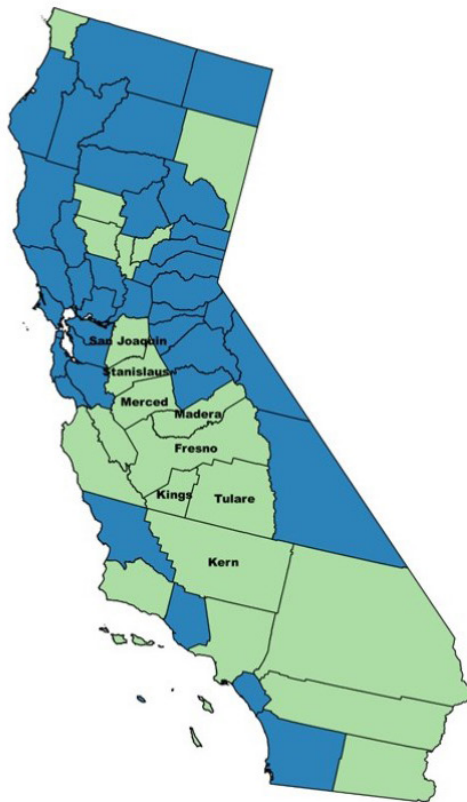 San Joaquin
Stanislaus
Merced
Madera
Fresno
Kings
Tulare
Kern